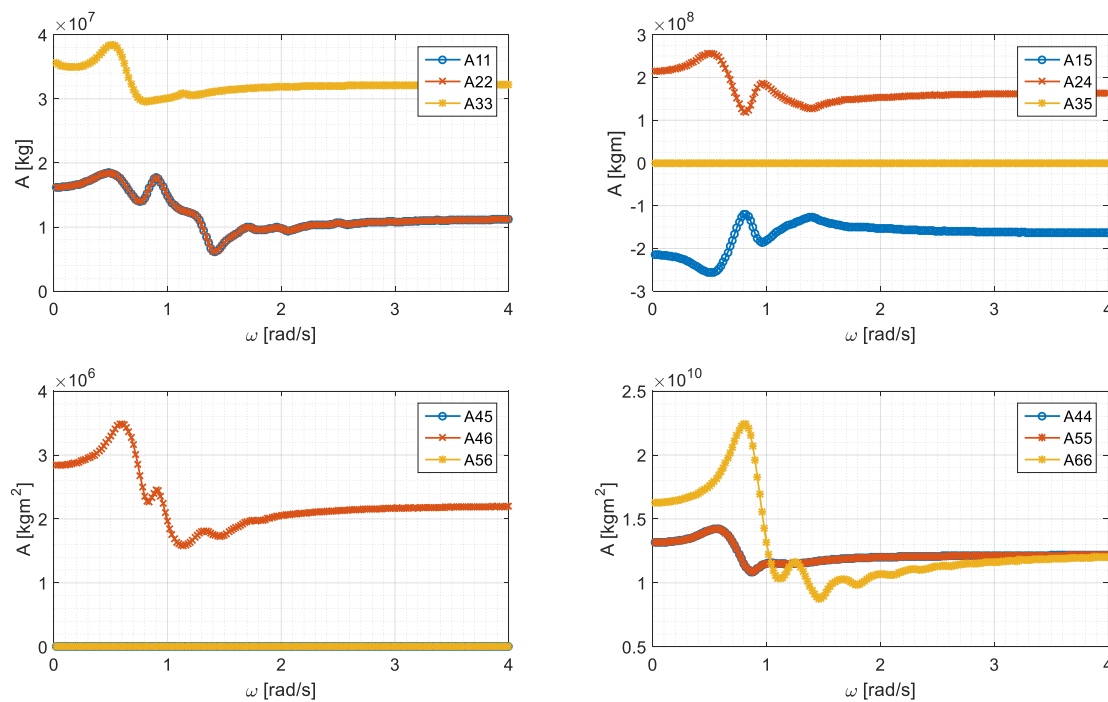 ×10^7
4
3
2
1
0
A [kg]
0 1 2 3 4
ω [rad/s]
A11
A22
A33
×10^8
3
2
1
0
-1
-2
-3
A [kgm]
0 1 2 3 4
ω [rad/s]
A15
A24
A35
×10^6
4
3
2
1
0
A [kgm^2]
0 1 2 3 4
ω [rad/s]
A45
A46
A56
×10^10
2.5
2
1.5
1
0.5
A [kgm^2]
0 1 2 3 4
ω [rad/s]
A44
A55
A66